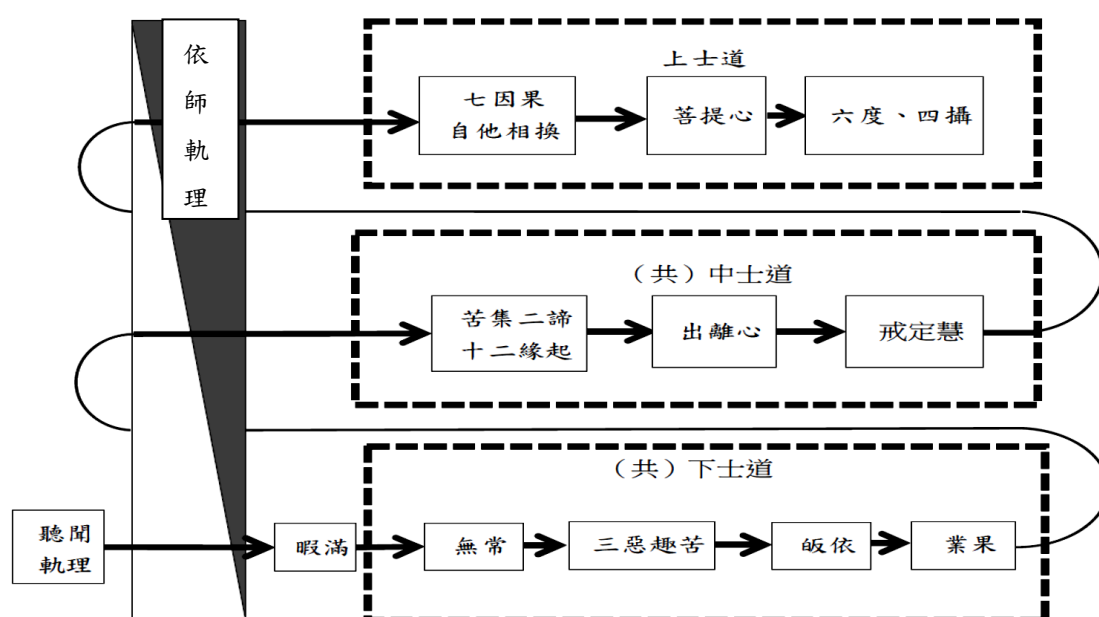 依
師
軌
理
上士道
七因果
自他相換
菩提心
六度、四攝
（共）中士道
苦集二諦
十二緣起
出離心
戒定慧
（共）下士道
聽聞
軌理
暇滿
無常
三惡趣苦
皈依
業果